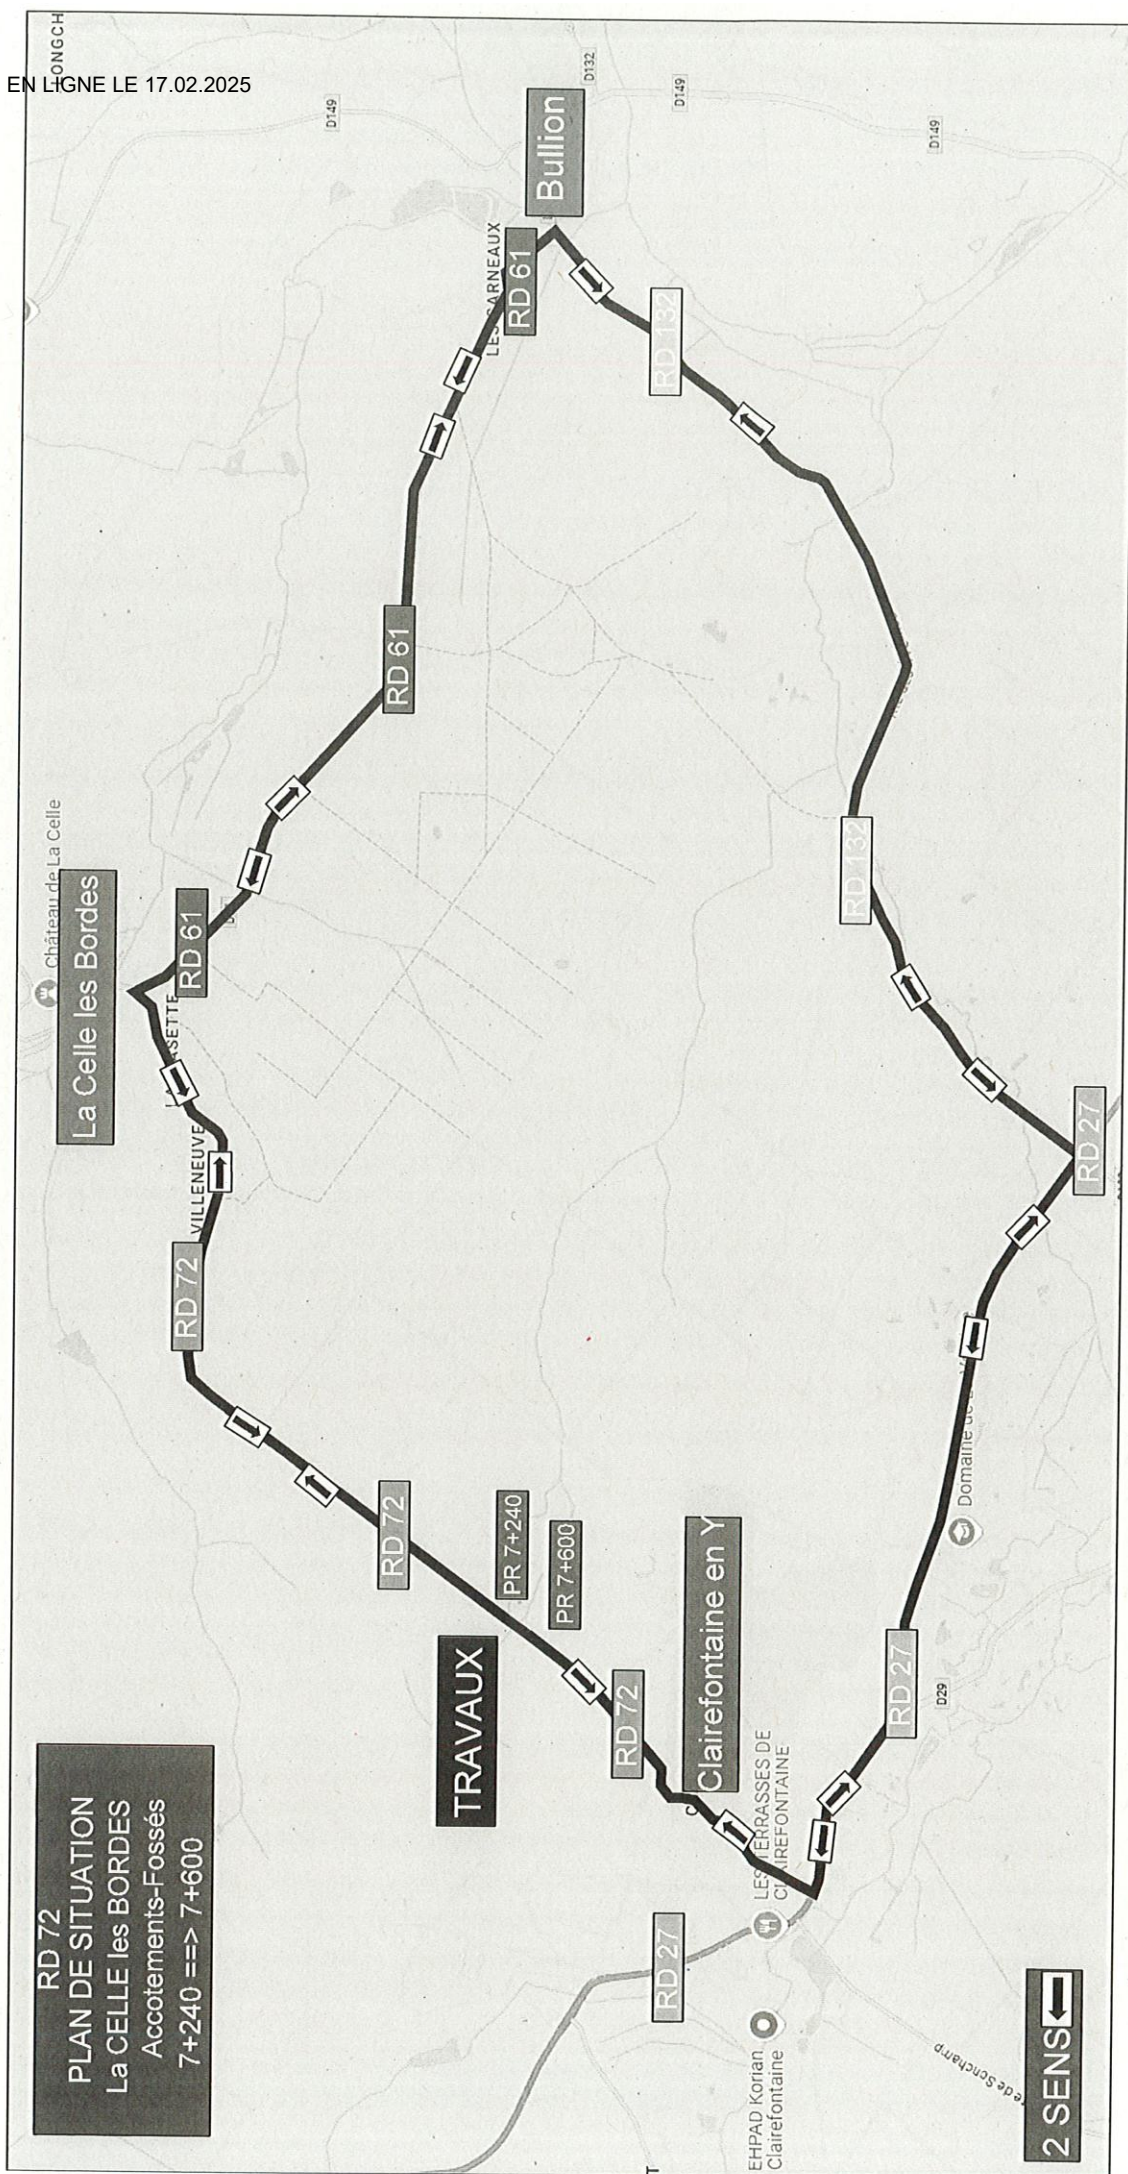 EN LIGNE LE 17.02.2025
RD 72
PLAN DE SITUATION
La CELLE les BORDES
Accotements-Fossés
7+240 ==> 7+600
La Celle les Bordes
Château de La Celle
VILLENEUVE
RD 72
RD 61
RD 61
LES CARNEAUX
RD 61
Bullion
D132
D149
D149
D149
RD 132
RD 132
RD 72
PR 7+240
PR 7+600
TRAVAUX
RD 72
Clairefontaine en Y
LES TERRASSES DE
CLAIREFONTAINE
RD 27
RD 27
D29
RD 27
EHPAD Korian
Clairefontaine
2 SENS